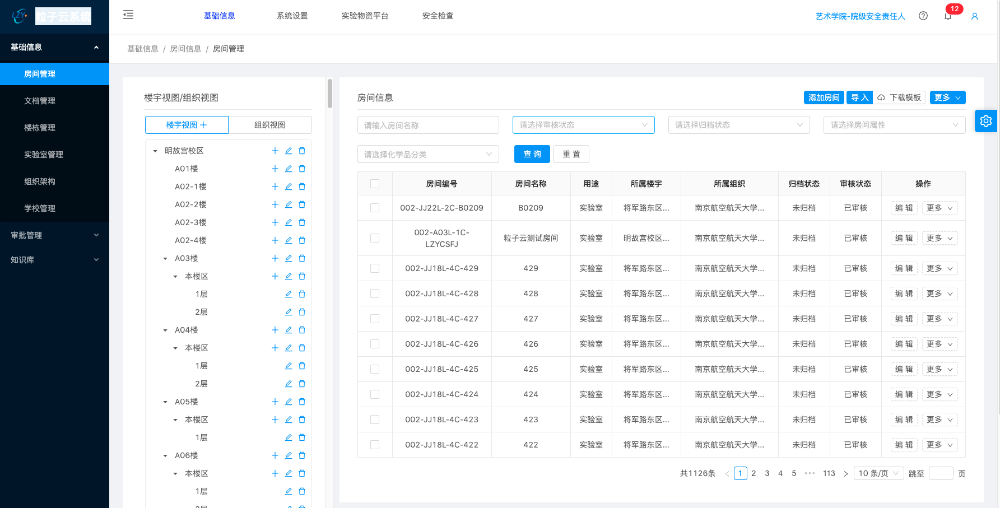 LZY 粒子云系统
基础信息 系统设置 实验物资平台 安全检查
艺术学院-院级安全责任人 12
基础信息
房间管理
文档管理
楼栋管理
实验室管理
组织架构
学校管理
审批管理
知识库
基础信息 / 房间信息 / 房间管理
楼宇视图/组织视图
楼宇视图 组织视图
明故宫校区
A01楼
A02-1楼
A02-2楼
A02-3楼
A02-4楼
A03楼
本楼区
1层
2层
A04楼
本楼区
1层
2层
A05楼
本楼区
1层
A06楼
本楼区
1层
房间信息
添加房间 导入 下载模板 更多
请输入房间名称 请选择审核状态 请选择归档状态 请选择房间属性
请选择化学品分类 查询 重置
房间编号 房间名称 用途 所属楼宇 所属组织 归档状态 审核状态 操作
002-JJ22L-2C-B0209 B0209 实验室 将军路东区... 南京航空航天大学... 未归档 已审核 编辑 更多
002-A03L-1C-
LZYCSFJ 粒子云测试房间 实验室 明故宫校区... 南京航空航天大学... 未归档 已审核 编辑 更多
002-JJ18L-4C-429 429 实验室 将军路东区... 南京航空航天大学... 未归档 已审核 编辑 更多
002-JJ18L-4C-428 428 实验室 将军路东区... 南京航空航天大学... 未归档 已审核 编辑 更多
002-JJ18L-4C-427 427 实验室 将军路东区... 南京航空航天大学... 未归档 已审核 编辑 更多
002-JJ18L-4C-426 426 实验室 将军路东区... 南京航空航天大学... 未归档 已审核 编辑 更多
002-JJ18L-4C-425 425 实验室 将军路东区... 南京航空航天大学... 未归档 已审核 编辑 更多
002-JJ18L-4C-424 424 实验室 将军路东区... 南京航空航天大学... 未归档 已审核 编辑 更多
002-JJ18L-4C-423 423 实验室 将军路东区... 南京航空航天大学... 未归档 已审核 编辑 更多
002-JJ18L-4C-422 422 实验室 将军路东区... 南京航空航天大学... 未归档 已审核 编辑 更多
共1126条 1 2 3 4 5 ••• 113 10 条/页 跳至 页